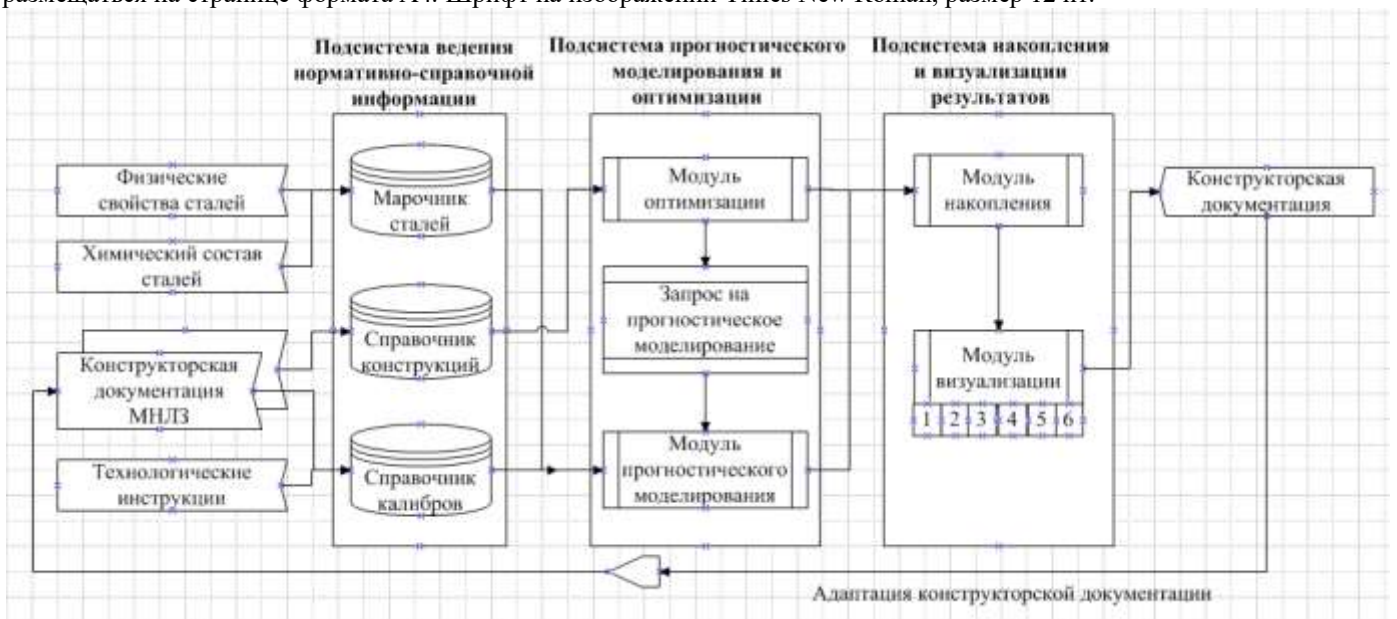 размещаться на странице формата А4. Шрифт на изображении Times New Roman, размер 12 пт.
Подсистема ведения
нормативно-справочной
информации
Подсистема прогностического
моделирования и
оптимизации
Подсистема накопления
и визуализации
результатов
Физические
свойства сталей
Химический состав
сталей
Конструкторская
документация
МНЛЗ
Технологические
инструкции
Марочник
сталей
Справочник
конструкций
Справочник
калибров
Модуль
оптимизации
Запрос на
прогностическое
моделирование
Модуль
прогностического
моделирования
Модуль
накопления
Модуль
визуализации
1 2 3 4 5 6
Конструкторская
документация
Адаптация конструкторской документации